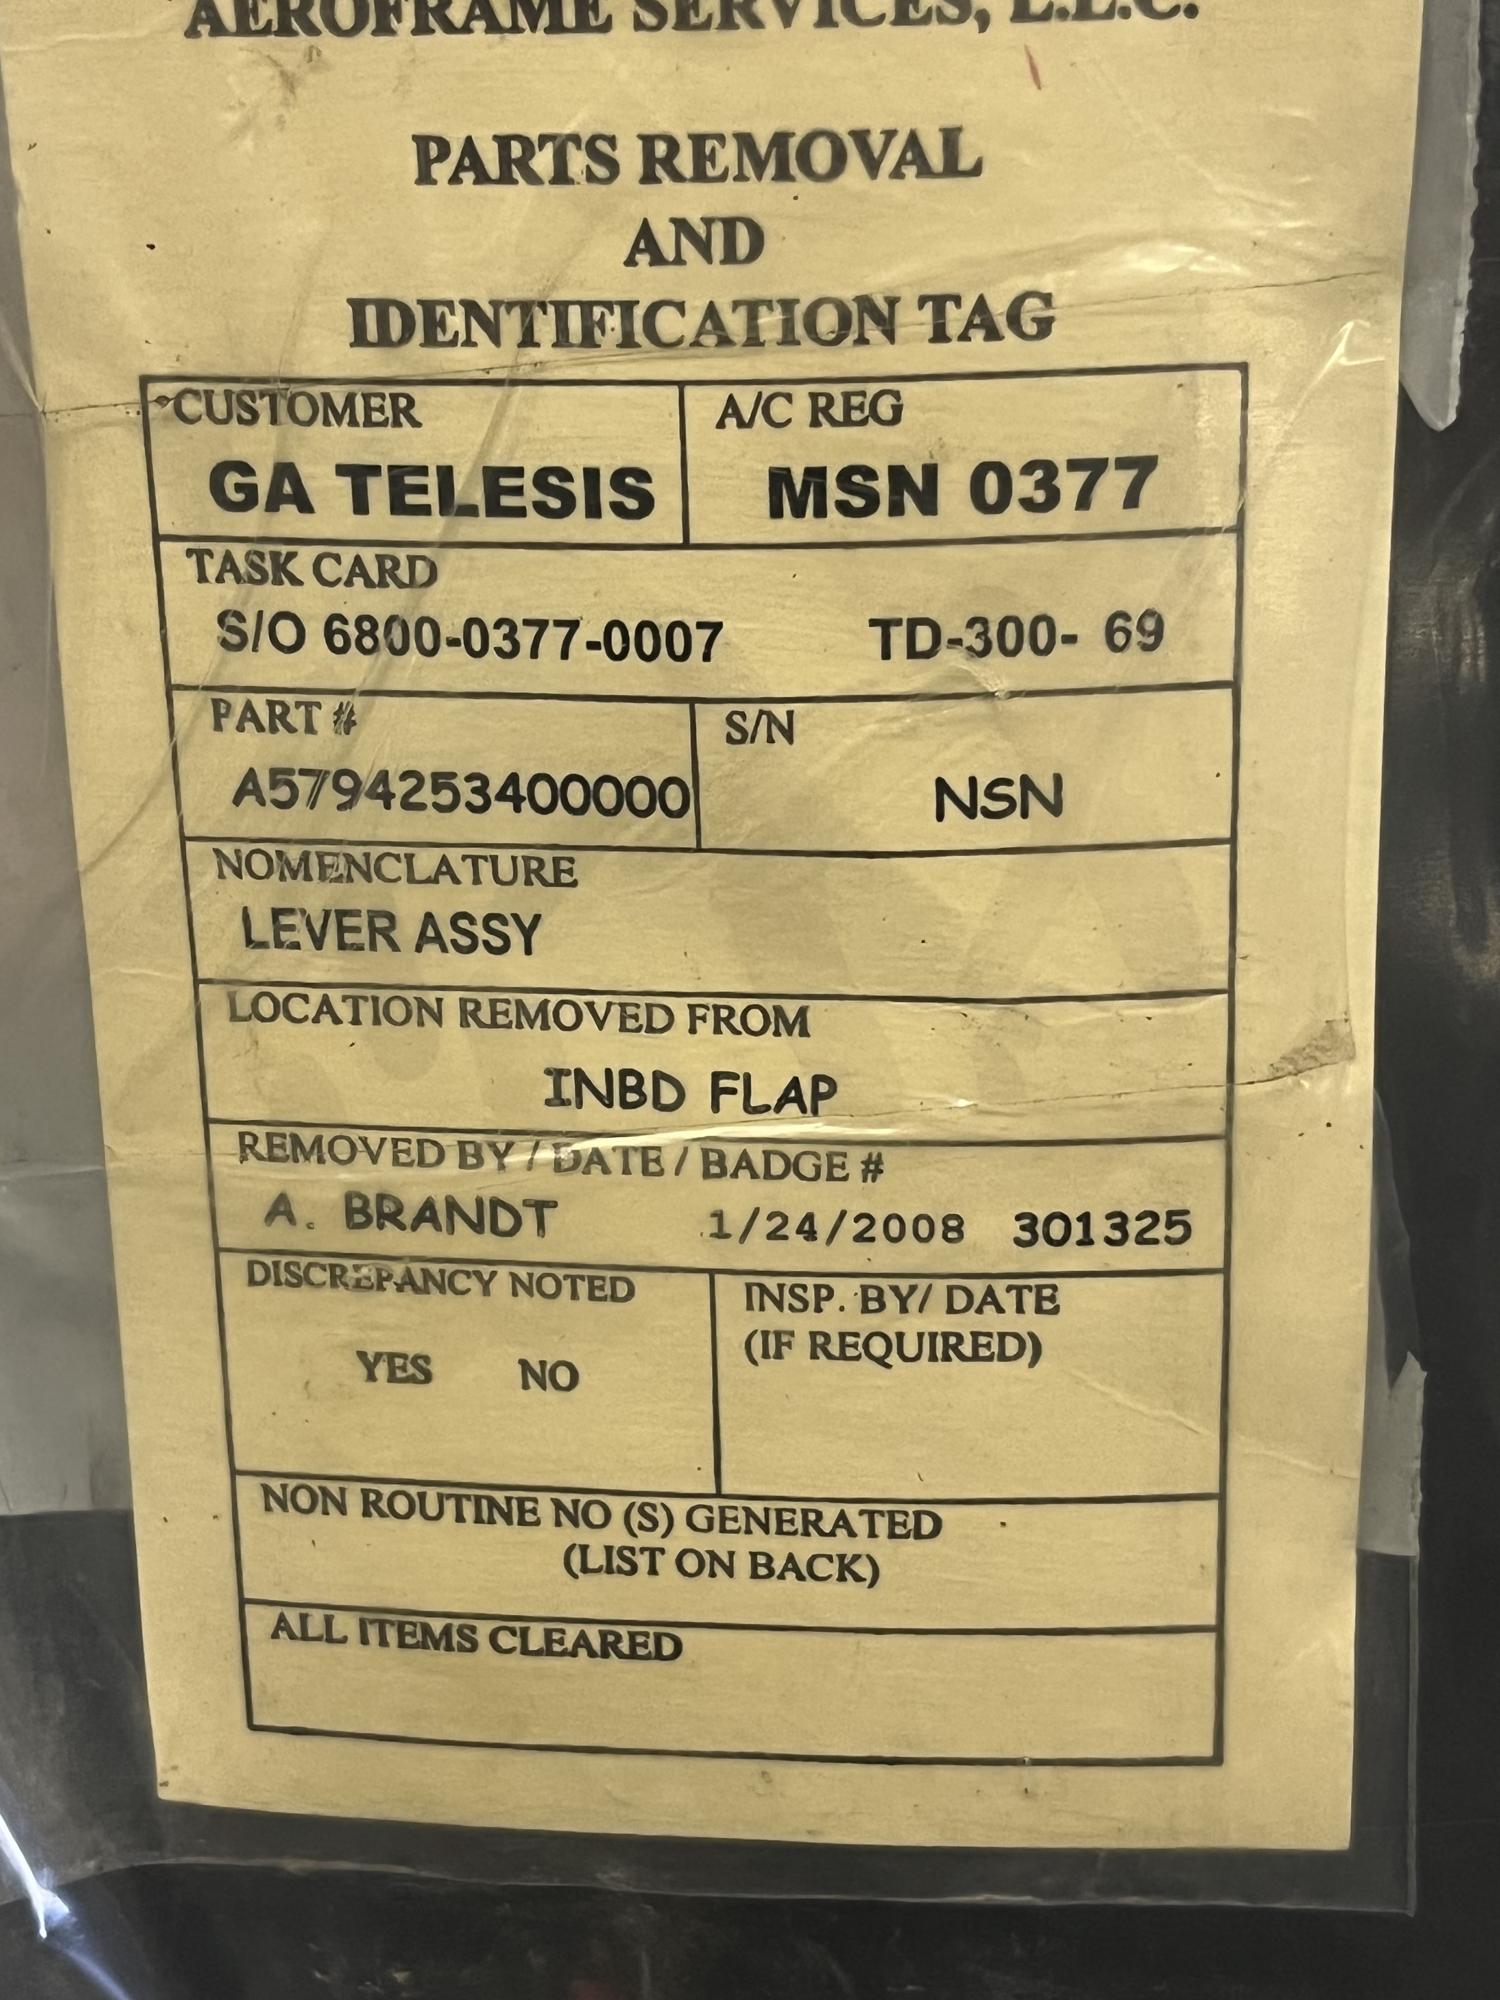 AEROFRAME SERVICES, L.L.C.
PARTS REMOVAL
AND
IDENTIFICATION TAG
CUSTOMER
GA TELESIS
A/C REG
MSN 0377
TASK CARD
S/O 6800-0377-0007 TD-300- 69
PART #
A5794253400000
S/N
NSN
NOMENCLATURE
LEVER ASSY
LOCATION REMOVED FROM
INBD FLAP
REMOVED BY / DATE / BADGE #
A. BRANDT 1/24/2008 301325
DISCREPANCY NOTED
YES NO
INSP. BY/ DATE
(IF REQUIRED)
NON ROUTINE NO (S) GENERATED
(LIST ON BACK)
ALL ITEMS CLEARED